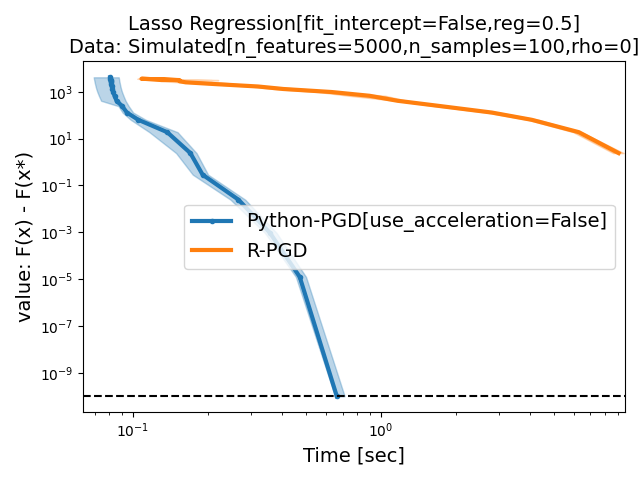 Lasso Regression[fit_intercept=False,reg=0.5]
Data: Simulated[n_features=5000,n_samples=100,rho=0]
value: F(x) - F(x*)
10³
10¹
10⁻¹
10⁻³
10⁻⁵
10⁻⁷
10⁻⁹
Python-PGD[use_acceleration=False]
R-PGD
10⁻¹ 10⁰
Time [sec]